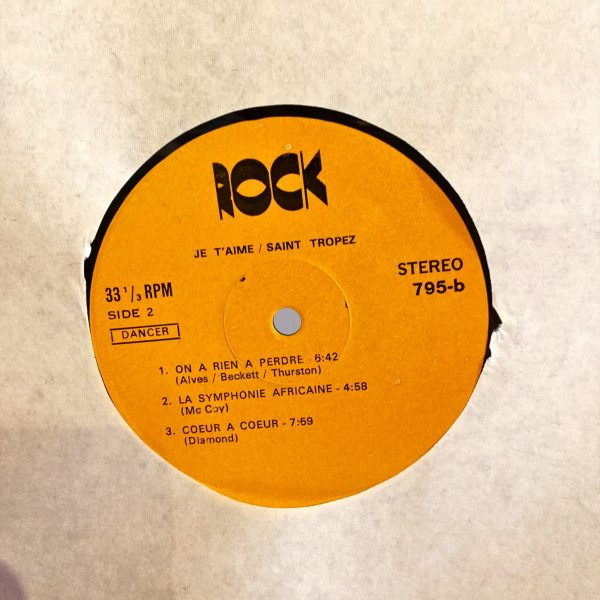 ROCK
JE T'AIME / SAINT TROPEZ
33 1/3 RPM
STEREO
SIDE 2
795-b
DANCER
1. ON A RIEN A PERDRE - 6:42
(Alves / Beckett / Thurston)
2. LA SYMPHONIE AFRICAINE - 4:58
(Mc Coy)
3. COEUR A COEUR - 7:59
(Diamond)